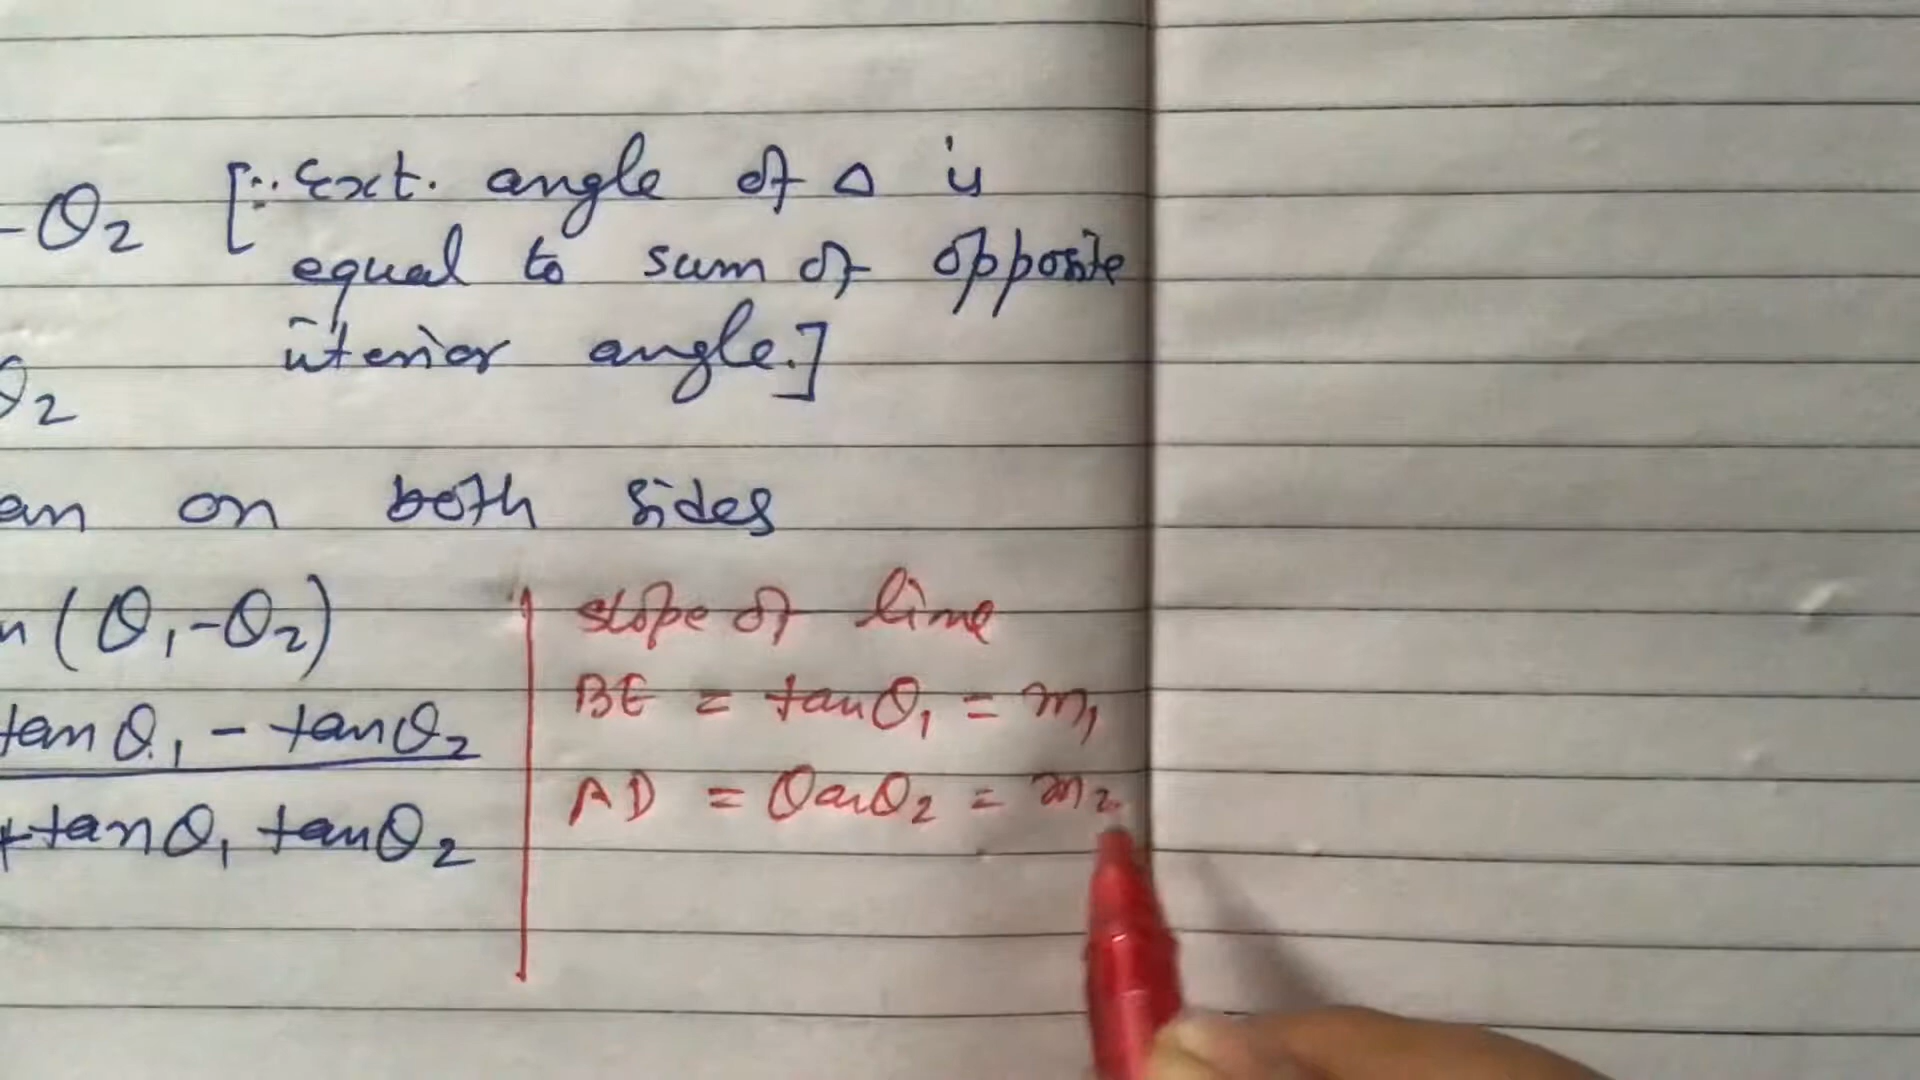 -θ2 [∵ Ext. angle of △ is
equal to sum of opposite
interior angle.]
θ2
an on both sides
n (θ1-θ2)
tanθ1 - tanθ2
+tanθ1 tanθ2
slope of line
BE = tanθ1 = m1
AD = θanθ2 = m2